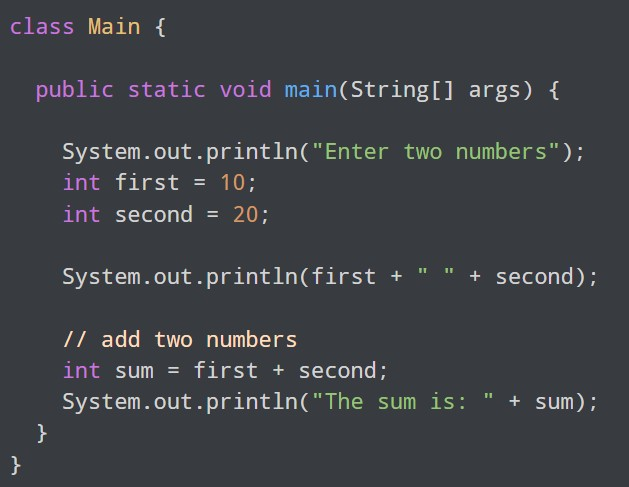 class Main {
public static void main(String[] args) {
System.out.println("Enter two numbers");
int first = 10;
int second = 20;
System.out.println(first + " " + second);
// add two numbers
int sum = first + second;
System.out.println("The sum is: " + sum);
}
}